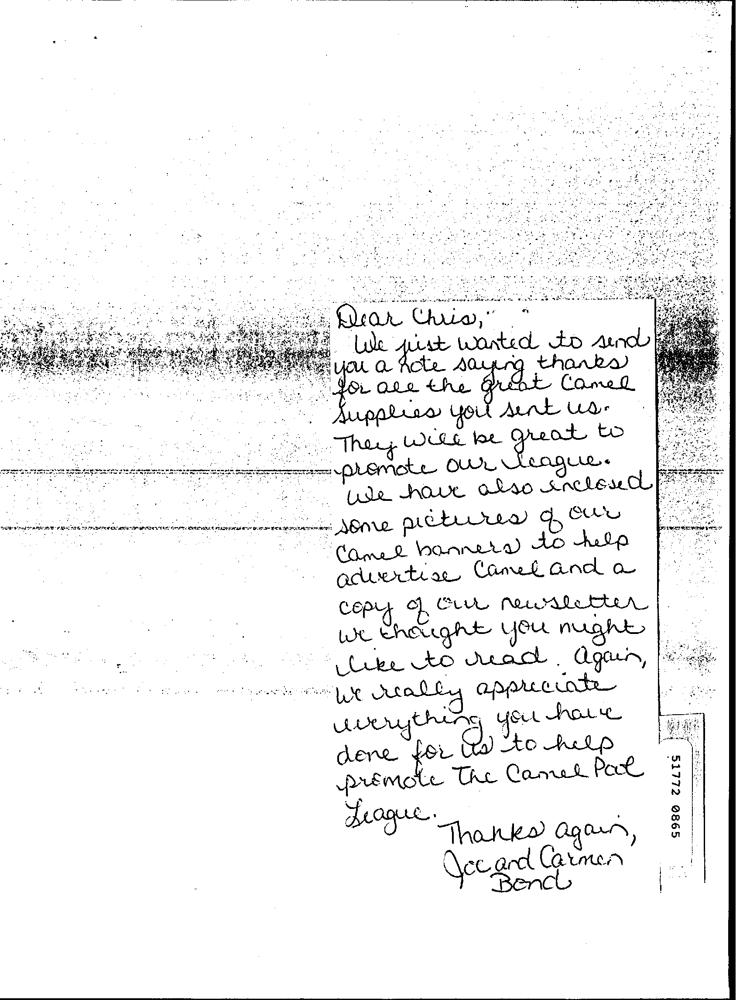 Dear Chris,
We just wanted to send
you a note saying thanks
for all the great Camel
supplies you sent us.
They will be great to
promote our league.
We have also inclosed
some pictures of our
Camel banners to help
advertise Camel and a
copy of our newsletter
we thought you might
like to read. Again,
we really appreciate
everything you have
done for us to help
promote the Camel Pool
League.
Thanks again,
Joe and Carmen
Bond
51772 0865